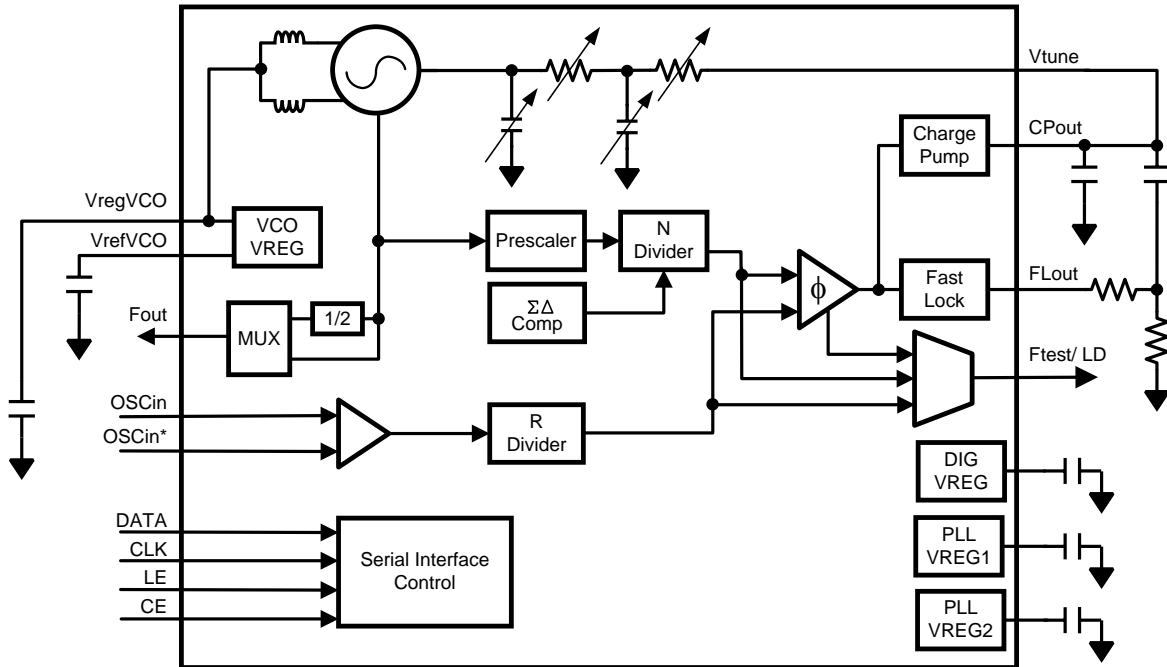 Vtune
CPout
Charge
Pump
VregVCO
VCO
VREG
VrefVCO
Prescaler
N
Divider
Fast
Lock
FLout
ΣΔ
Comp
ϕ
Fout
MUX
1/2
Ftest/ LD
OSCin
OSCin*
R
Divider
DIG
VREG
DATA
CLK
LE
CE
Serial Interface
Control
PLL
VREG1
PLL
VREG2